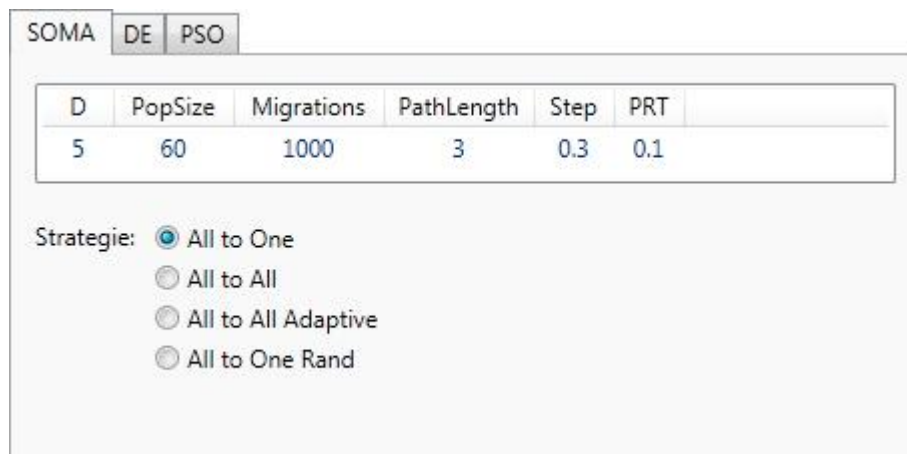 SOMA DE PSO
D PopSize Migrations PathLength Step PRT
5 60 1000 3 0.3 0.1
Strategie: All to One
All to All
All to All Adaptive
All to One Rand